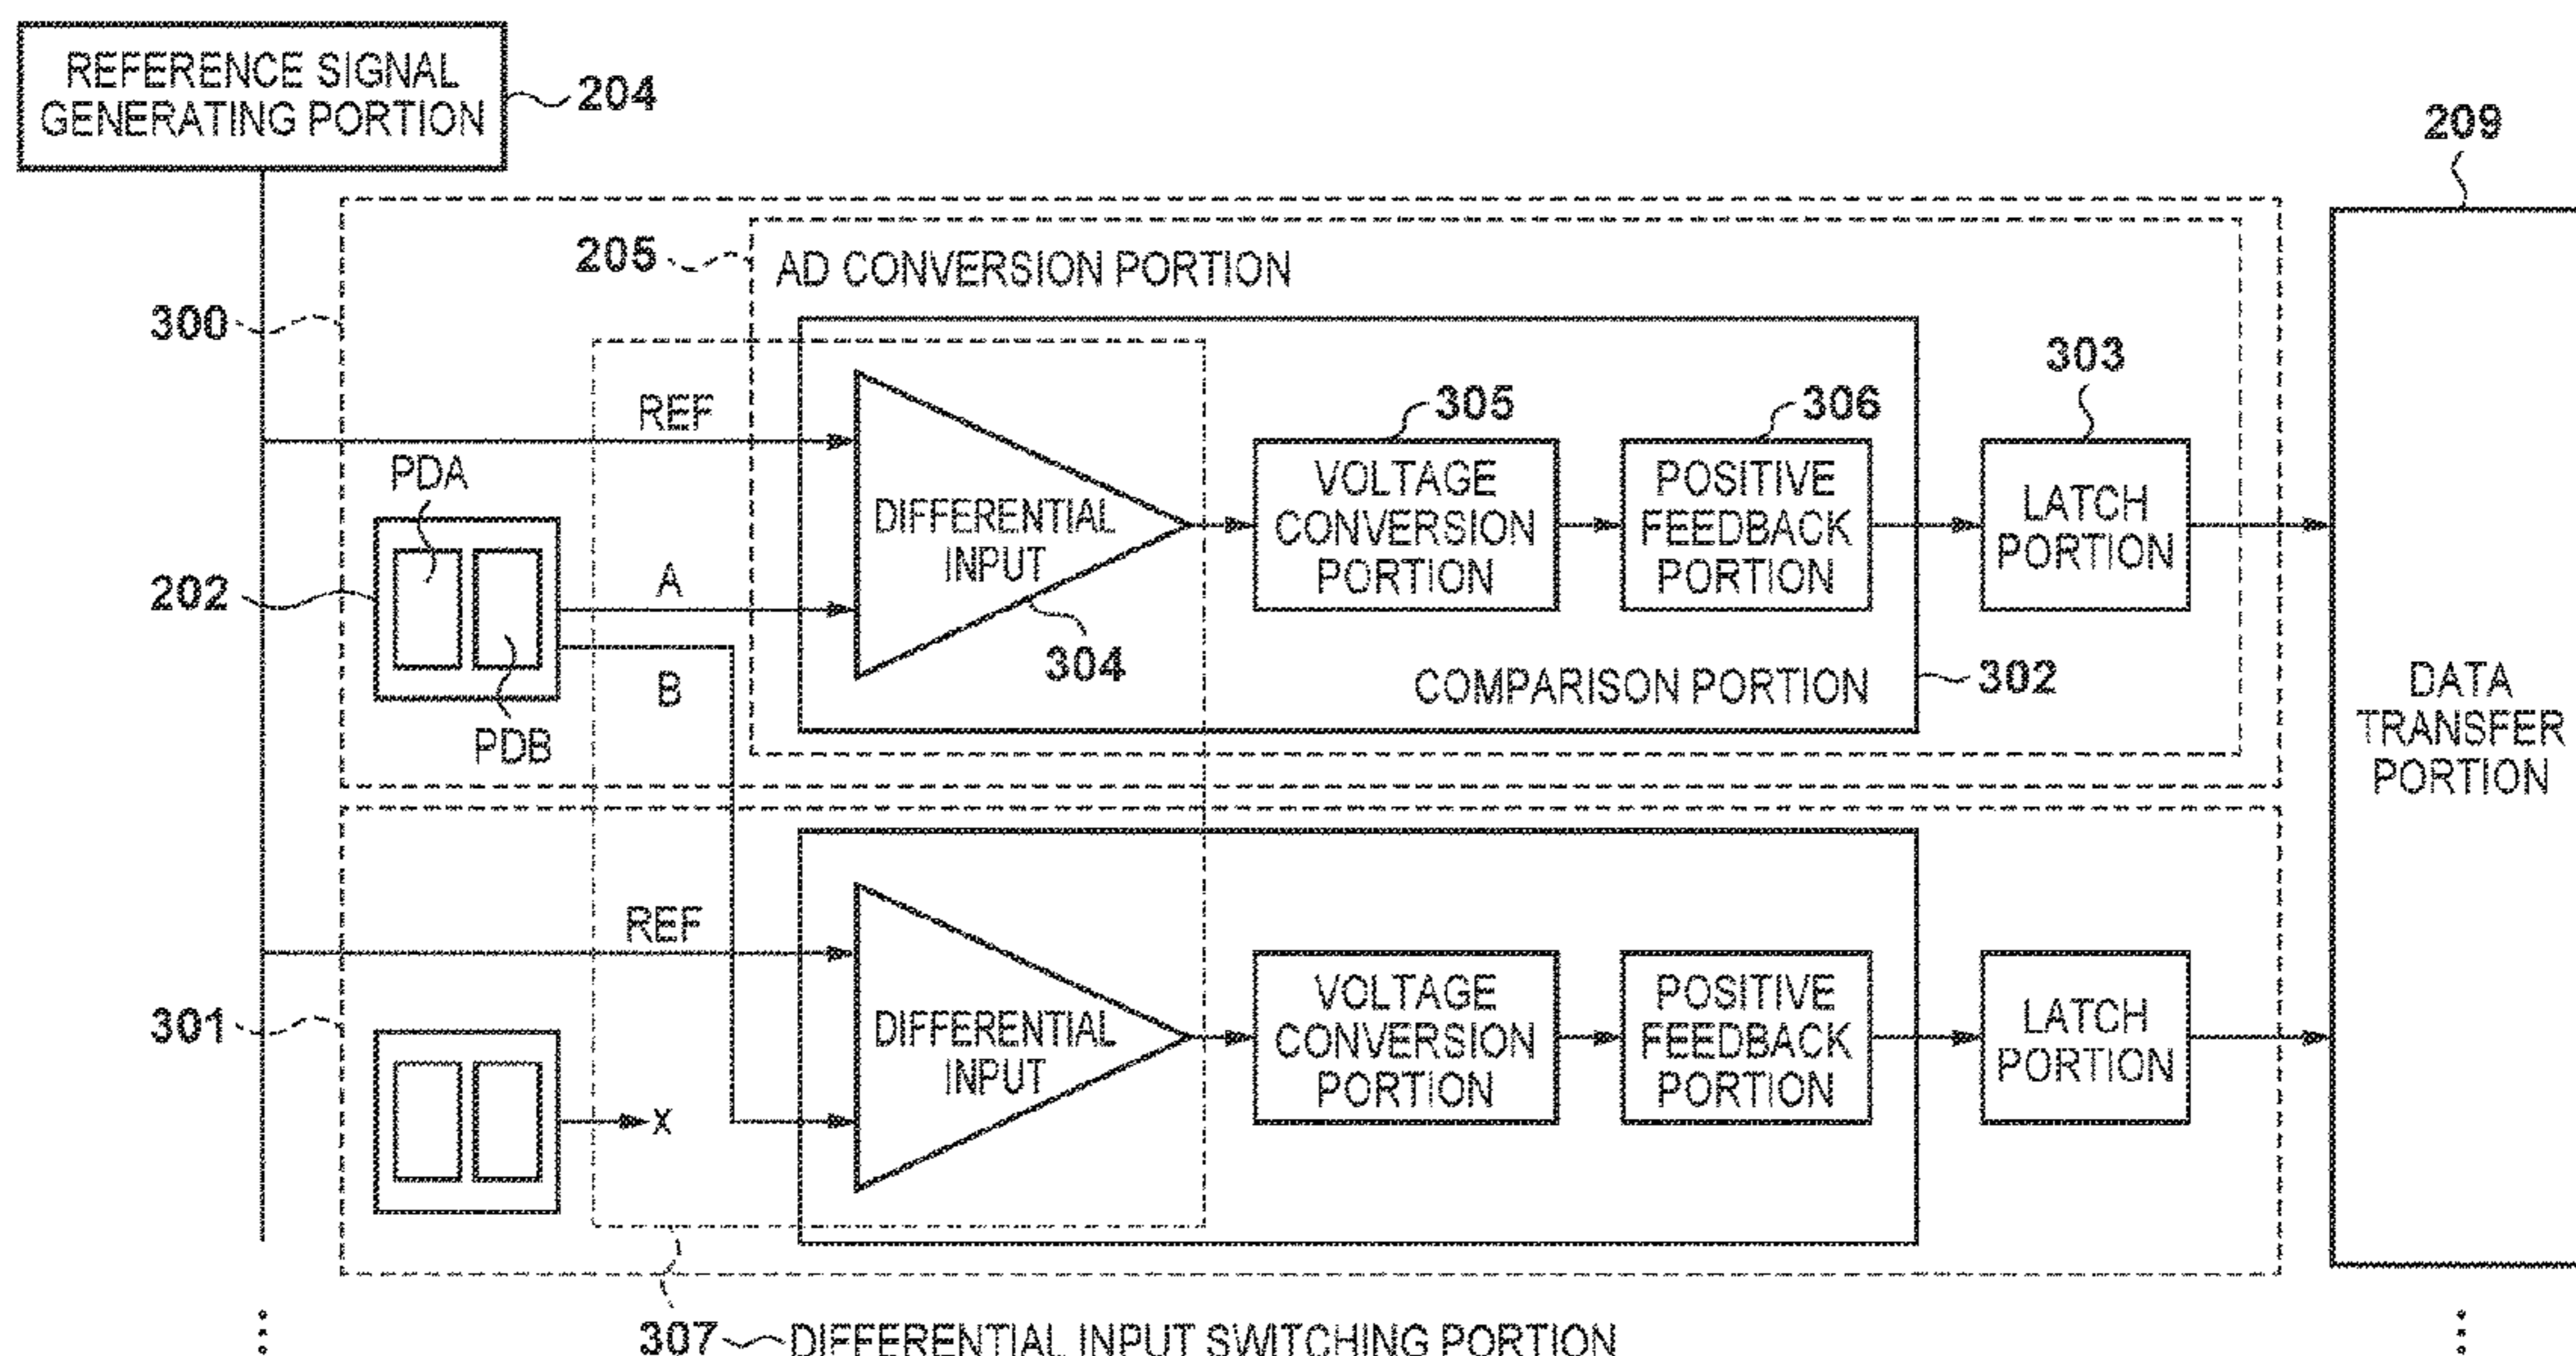 REFERENCE SIGNAL
GENERATING PORTION
204
209
205
AD CONVERSION PORTION
300
303
REF
305
306
PDA
VOLTAGE
CONVERSION
PORTION
POSITIVE
FEEDBACK
PORTION
LATCH
PORTION
DIFFERENTIAL
INPUT
202
A
304
B
COMPARISON PORTION
302
PDB
DATA
TRANSFER
PORTION
REF
301
DIFFERENTIAL
INPUT
VOLTAGE
CONVERSION
PORTION
POSITIVE
FEEDBACK
PORTION
LATCH
PORTION
X
307
DIFFERENTIAL INPUT SWITCHING PORTION